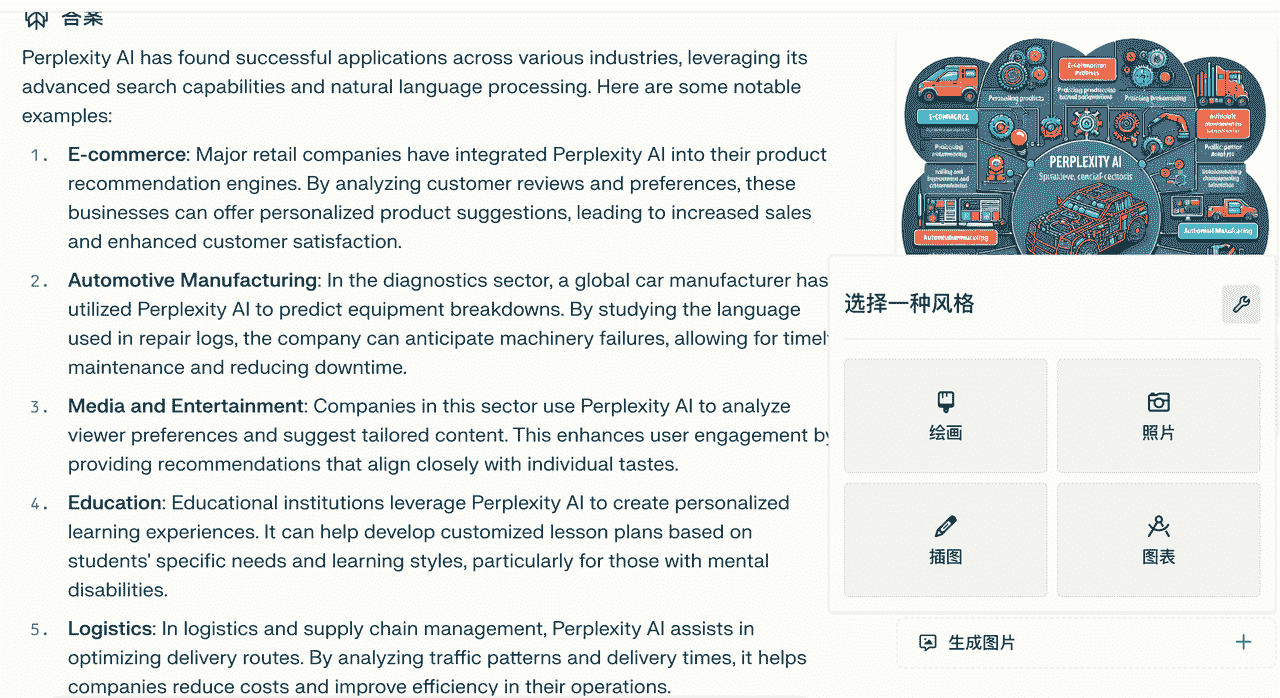 答案
Perplexity AI has found successful applications across various industries, leveraging its
advanced search capabilities and natural language processing. Here are some notable
examples:
1. E-commerce: Major retail companies have integrated Perplexity AI into their product
recommendation engines. By analyzing customer reviews and preferences, these
businesses can offer personalized product suggestions, leading to increased sales
and enhanced customer satisfaction.
2. Automotive Manufacturing: In the diagnostics sector, a global car manufacturer has
utilized Perplexity AI to predict equipment breakdowns. By studying the language
used in repair logs, the company can anticipate machinery failures, allowing for timel
maintenance and reducing downtime.
3. Media and Entertainment: Companies in this sector use Perplexity AI to analyze
viewer preferences and suggest tailored content. This enhances user engagement by
providing recommendations that align closely with individual tastes.
4. Education: Educational institutions leverage Perplexity AI to create personalized
learning experiences. It can help develop customized lesson plans based on
students' specific needs and learning styles, particularly for those with mental
disabilities.
5. Logistics: In logistics and supply chain management, Perplexity AI assists in
optimizing delivery routes. By analyzing traffic patterns and delivery times, it helps
companies reduce costs and improve efficiency in their operations.
E-COMMERCE
PERPLEXITY AI
选择一种风格
绘画
照片
插图
图表
生成图片